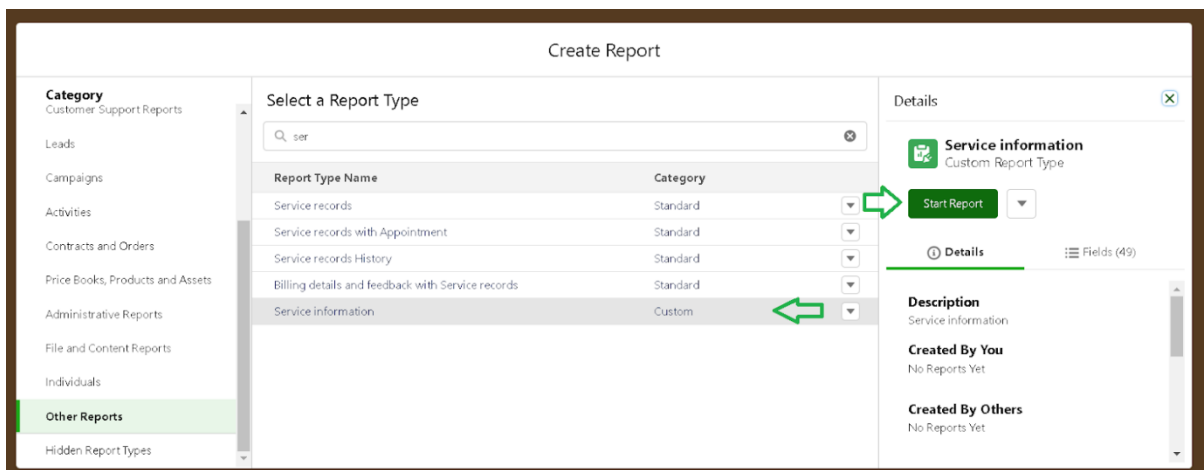 Create Report
Category
Customer Support Reports
Leads
Campaigns
Activities
Contracts and Orders
Price Books, Products and Assets
Administrative Reports
File and Content Reports
Individuals
Other Reports
Hidden Report Types
Select a Report Type
ser
Report Type Name Category
Service records Standard
Service records with Appointment Standard
Service records History Standard
Billing details and feedback with Service records Standard
Service information Custom
Details
Service information
Custom Report Type
Start Report
Details Fields (49)
Description
Service information
Created By You
No Reports Yet
Created By Others
No Reports Yet